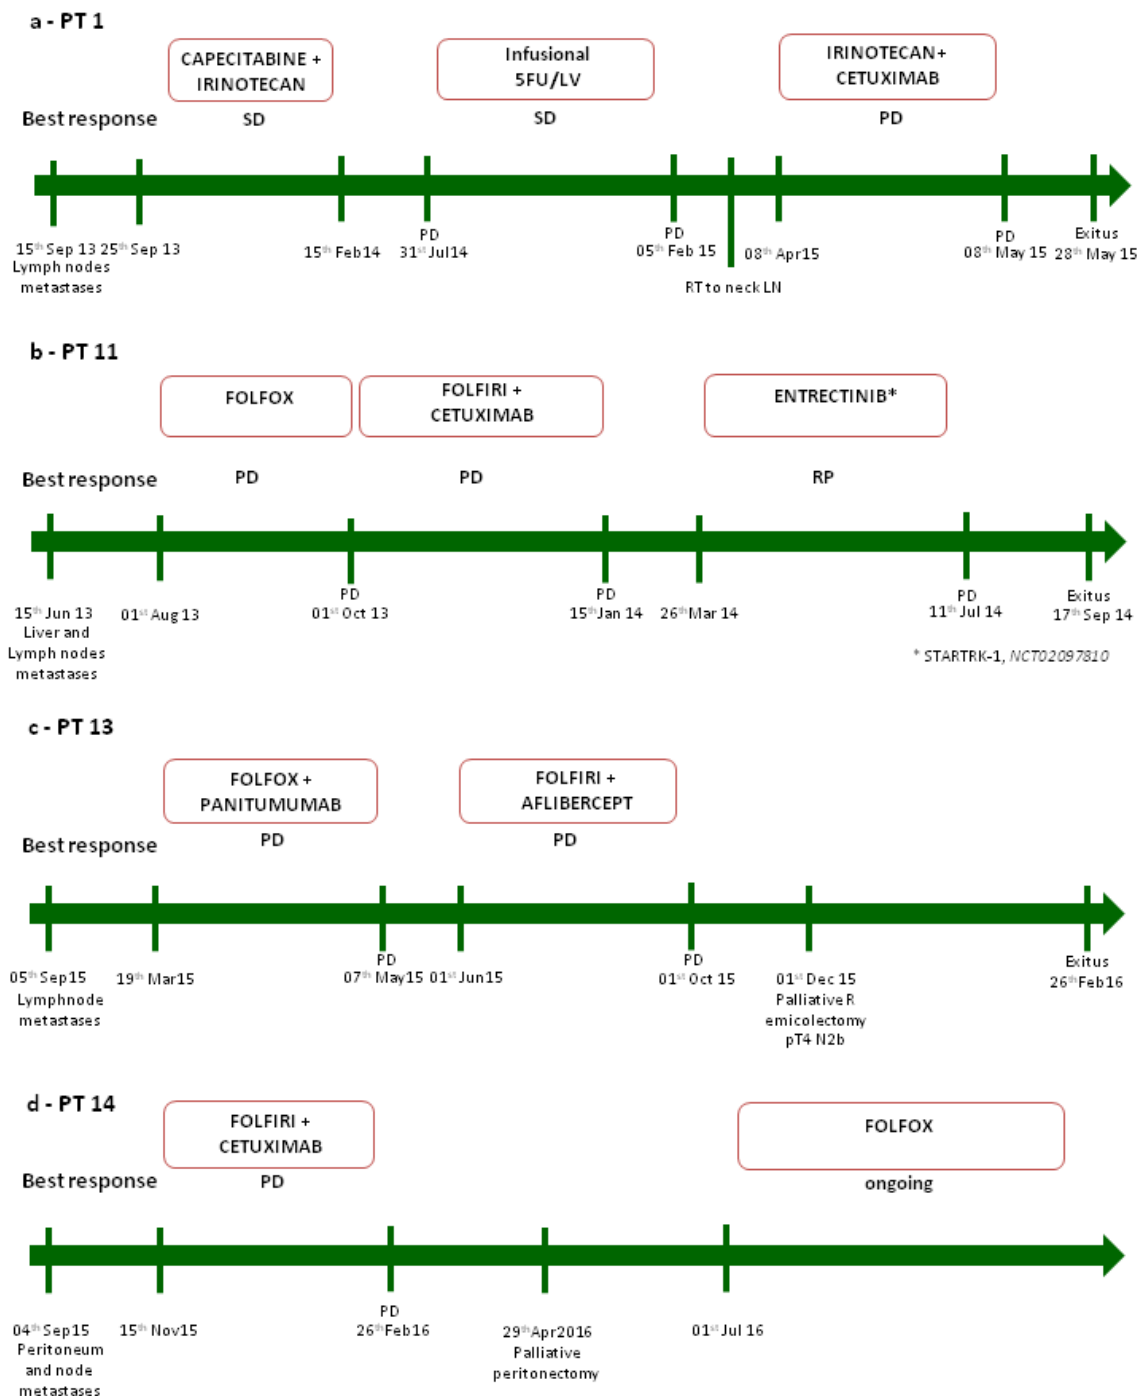 a - PT 1
CAPECITABINE +
IRINOTECAN
Infusional
5FU/LV
IRINOTECAN+
CETUXIMAB
Best response SD SD PD
15th Sep 13
Lymph nodes
metastases
25th Sep 13
15th Feb14
PD
31st Jul14
PD
05th Feb 15
RT to neck LN
08th Apr15
PD
08th May 15
Exitus
28th May 15
b - PT 11
FOLFOX
FOLFIRI +
CETUXIMAB
ENTRECTINIB*
Best response PD PD RP
15th Jun 13
Liver and
Lymph nodes
metastases
01st Aug 13
PD
01st Oct 13
PD
15th Jan 14
26th Mar 14
PD
11th Jul 14
Exitus
17th Sep 14
* STARTRK-1, NCT02097810
c - PT 13
FOLFOX +
PANITUMUMAB
FOLFIRI +
AFLIBERCEPT
Best response PD PD
05th Sep15
Lymphnode
metastases
19th Mar15
PD
07th May15
01st Jun15
PD
01st Oct 15
01st Dec 15
Palliative R
emicolectomy
pT4 N2b
Exitus
26th Feb16
d - PT 14
FOLFIRI +
CETUXIMAB
FOLFOX
Best response PD ongoing
04th Sep15
Peritoneum
and node
metastases
15th Nov15
PD
26th Feb16
29th Apr2016
Palliative
peritonectomy
01st Jul 16